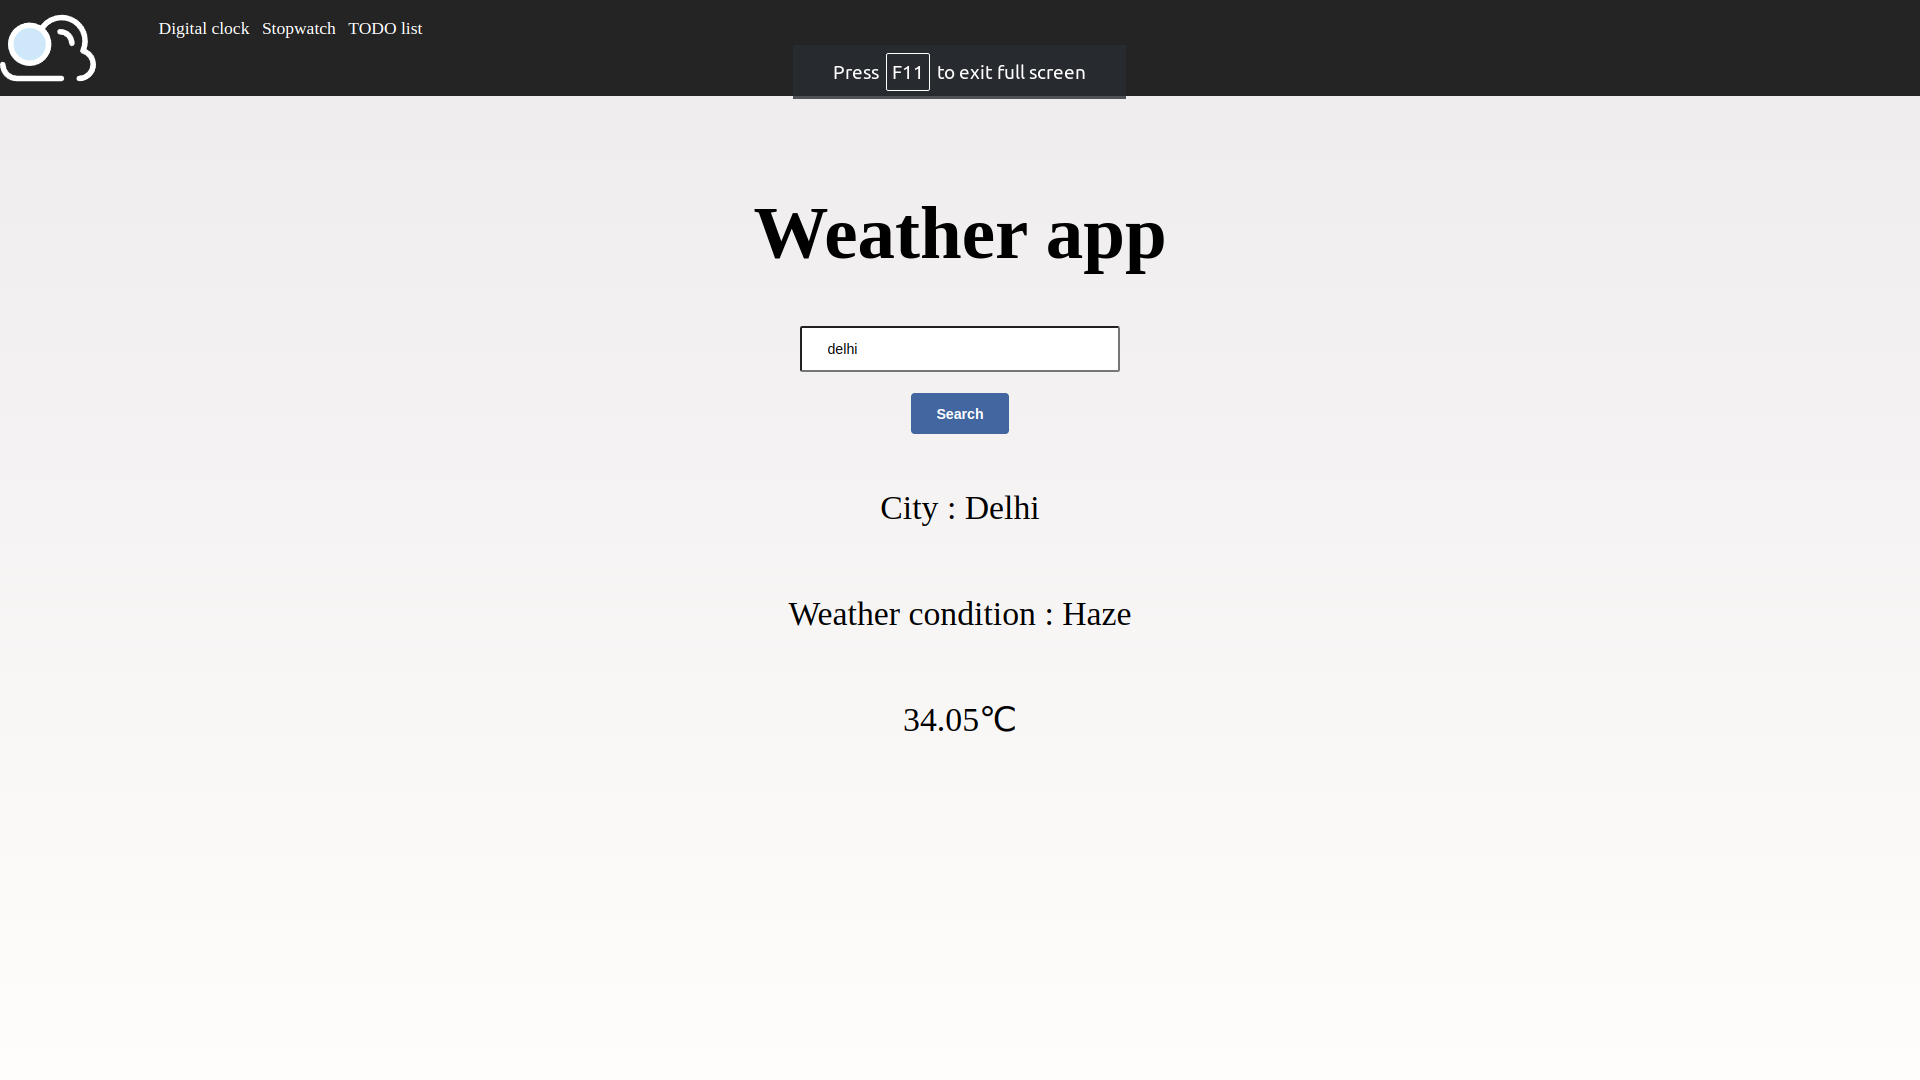 Digital clock Stopwatch TODO list
Press F11 to exit full screen
Weather app
delhi
Search
City : Delhi
Weather condition : Haze
34.05℃